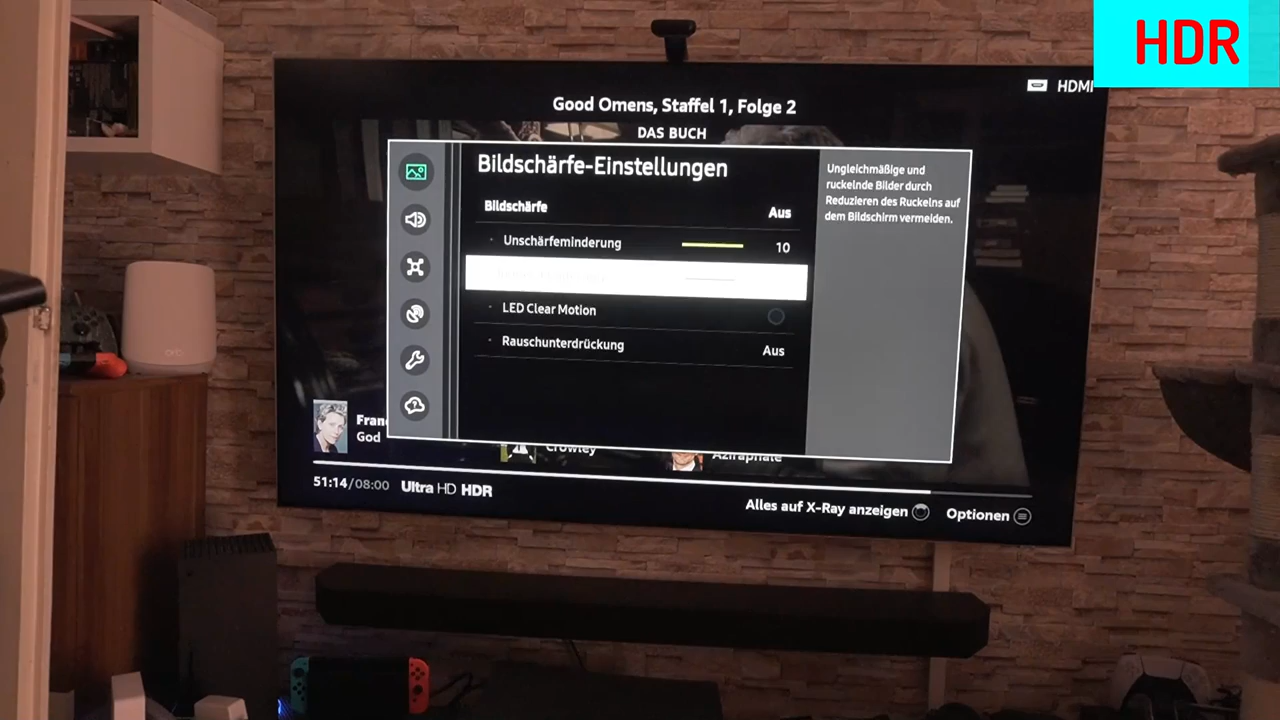 HDR
HDMI
Good Omens, Staffel 1, Folge 2
DAS BUCH
Bildschärfe-Einstellungen
Bildschärfe
Aus
Unschärfeminderung
10
LED Clear Motion
Rauschunterdrückung
Aus
Ungleichmäßige und
ruckelnde Bilder durch
Reduzieren des Ruckelns auf
dem Bildschirm vermeiden.
Fran
God
Crowley
Aziraphale
51:14/08:00 Ultra HD HDR
Alles auf X-Ray anzeigen
Optionen